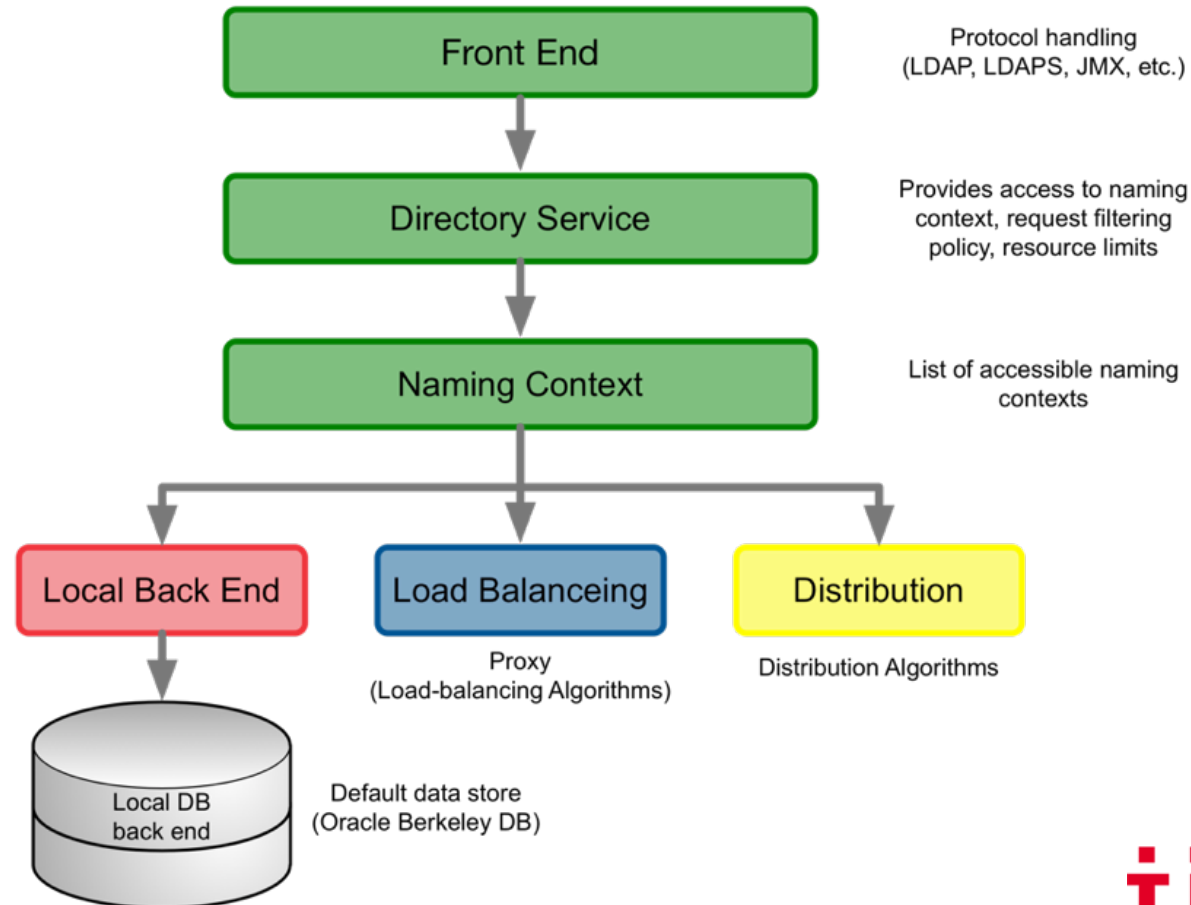 Front End
Protocol handling
(LDAP, LDAPS, JMX, etc.)
Directory Service
Provides access to naming
context, request filtering
policy, resource limits
Naming Context
List of accessible naming
contexts
Local Back End
Load Balanceing
Distribution
Proxy
(Load-balancing Algorithms)
Distribution Algorithms
Local DB
back end
Default data store
(Oracle Berkeley DB)